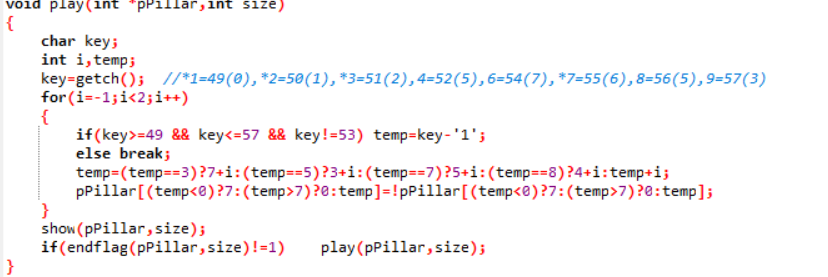 void play(int *pPillar,int size)
{
char key;
int i,temp;
key=getch(); //*1=49(0),*2=50(1),*3=51(2),4=52(5),6=54(7),*7=55(6),8=56(5),9=57(3)
for(i=-1;i<2;i++)
{
if(key>=49 && key<=57 && key!=53) temp=key-'1';
else break;
temp=(temp==3)?7+i:(temp==5)?3+i:(temp==7)?5+i:(temp==8)?4+i:temp+i;
pPillar[(temp<0)?7:(temp>7)?0:temp]=!pPillar[(temp<0)?7:(temp>7)?0:temp];
}
show(pPillar,size);
if(endflag(pPillar,size)!=1) play(pPillar,size);
}